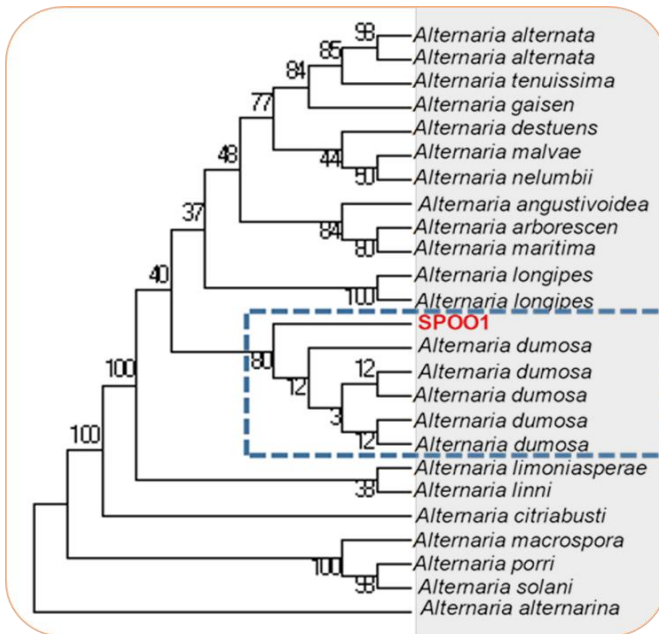 98
Alternaria alternata
85
Alternaria alternata
84
Alternaria tenuissima
77
Alternaria gaisen
Alternaria destuens
44
Alternaria malvae
48
50
Alternaria nelumbii
37
Alternaria angustivoidea
84
Alternaria arborescen
80
Alternaria maritima
40
Alternaria longipes
100
Alternaria longipes
SPOO1
80
Alternaria dumosa
100
12
12
Alternaria dumosa
Alternaria dumosa
3
Alternaria dumosa
100
12
Alternaria dumosa
Alternaria limoniasperae
38
Alternaria linni
Alternaria citriabusti
Alternaria macrospora
100
Alternaria porri
98
Alternaria solani
Alternaria alternarina